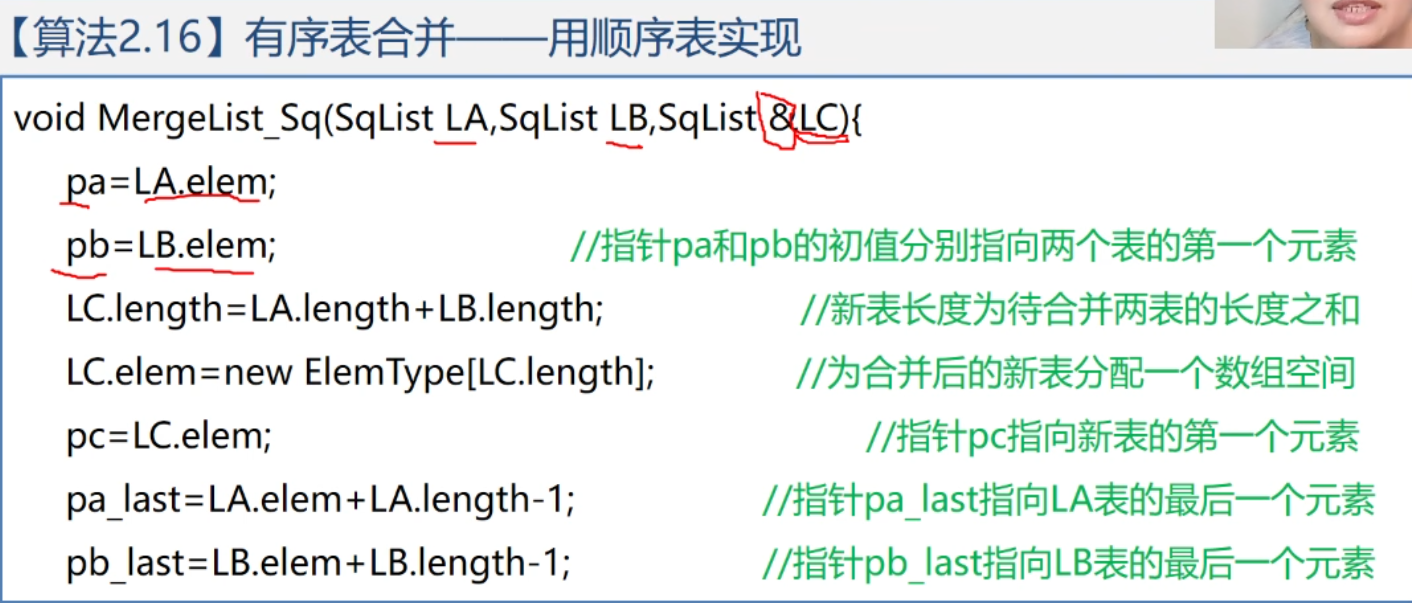 【算法2.16】有序表合并——用顺序表实现
void MergeList_Sq(SqList LA,SqList LB,SqList &LC){
pa=LA.elem;
pb=LB.elem; //指针pa和pb的初值分别指向两个表的第一个元素
LC.length=LA.length+LB.length; //新表长度为待合并两表的长度之和
LC.elem=new ElemType[LC.length]; //为合并后的新表分配一个数组空间
pc=LC.elem; //指针pc指向新表的第一个元素
pa_last=LA.elem+LA.length-1; //指针pa_last指向LA表的最后一个元素
pb_last=LB.elem+LB.length-1; //指针pb_last指向LB表的最后一个元素